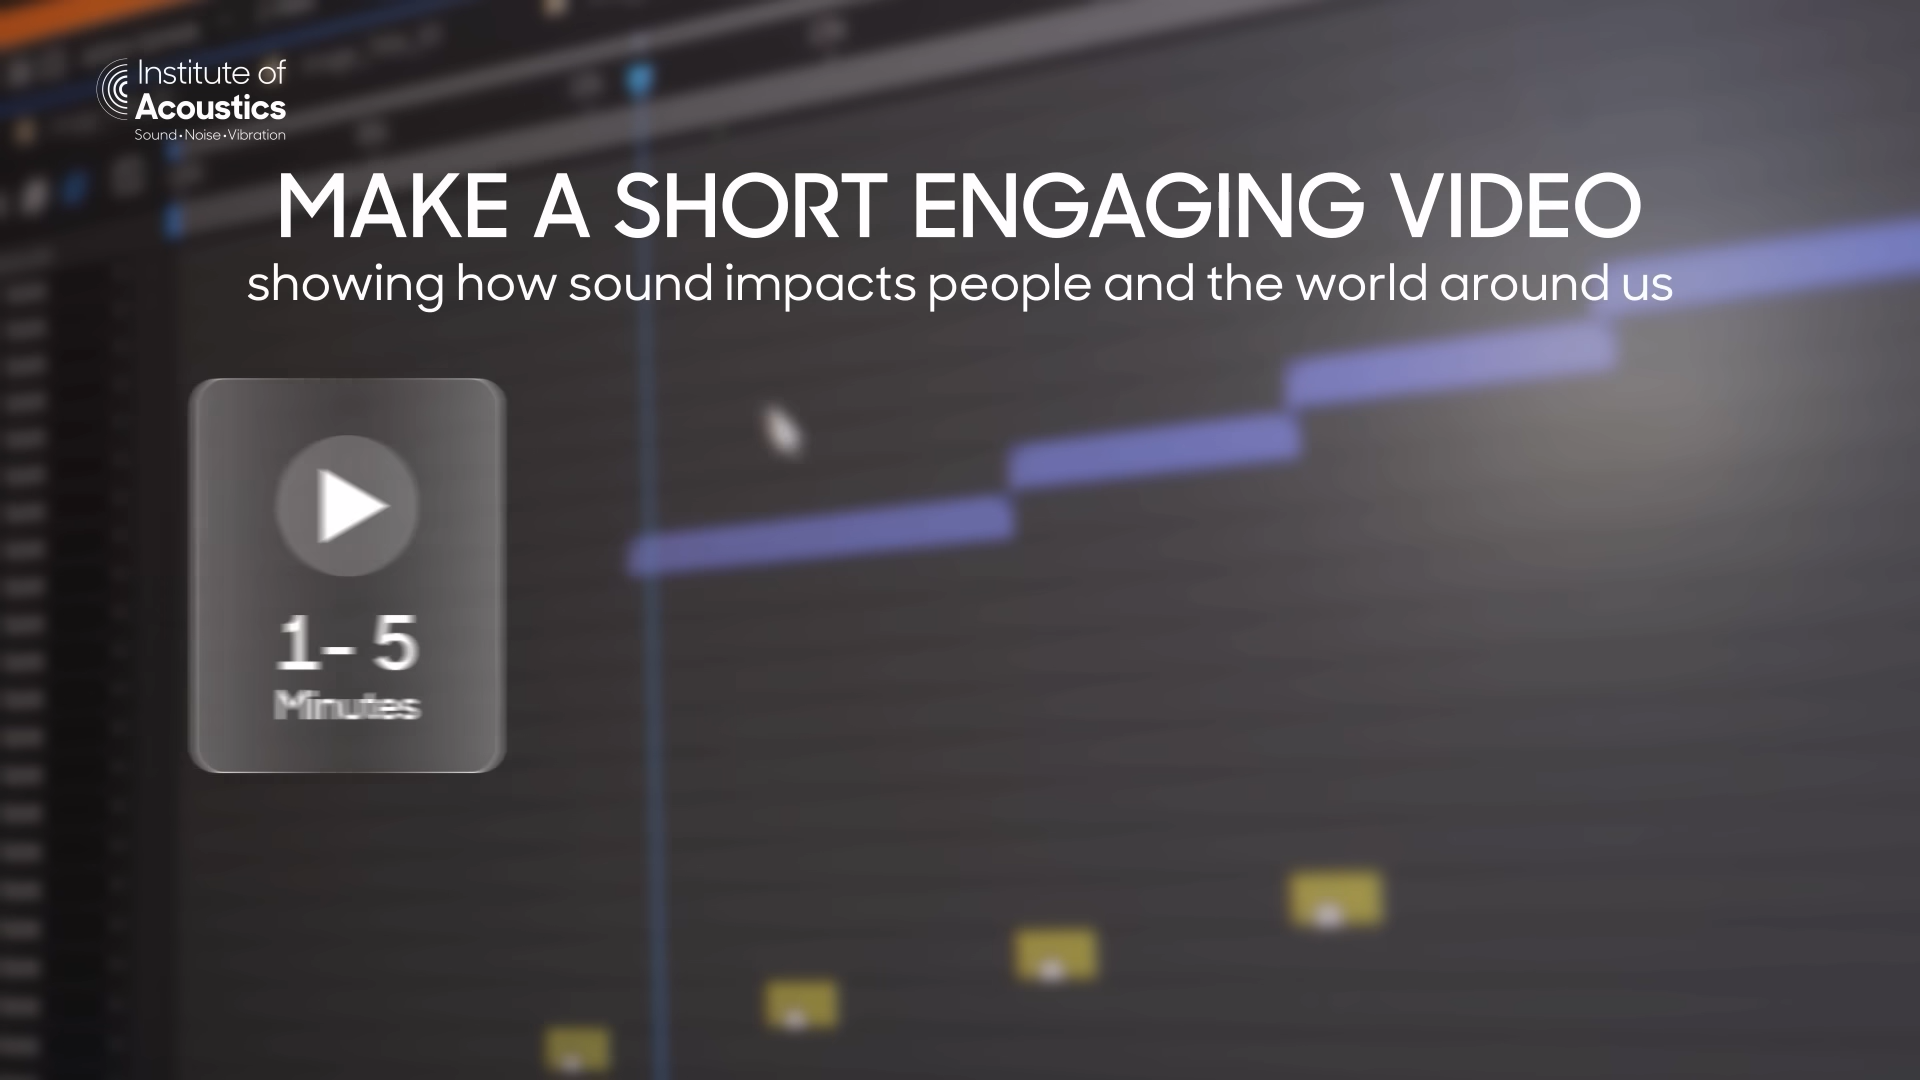 Institute of
Acoustics
Sound•Noise•Vibration
MAKE A SHORT ENGAGING VIDEO
showing how sound impacts people and the world around us
1- 5
Minutes